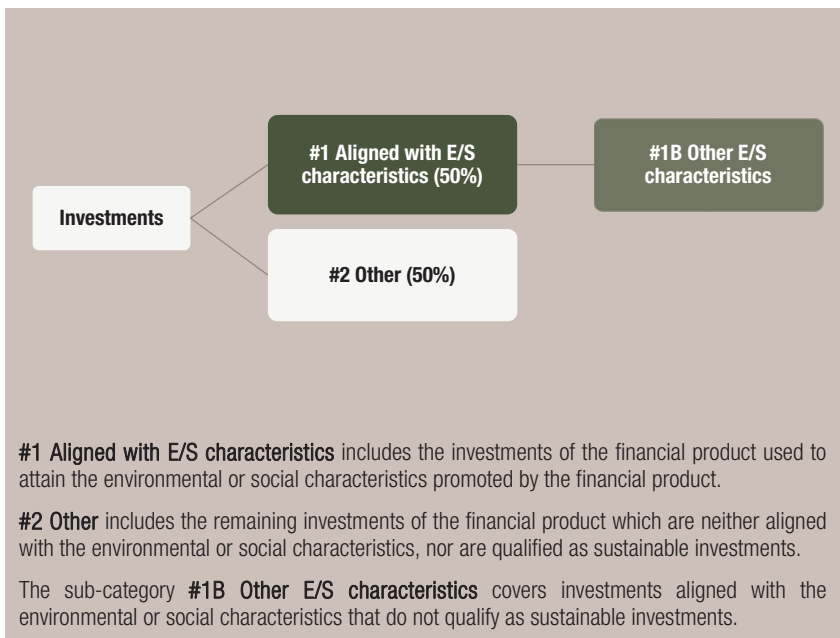 #1 Aligned with E/S
characteristics (50%)
#1B Other E/S
characteristics
Investments
#2 Other (50%)
#1 Aligned with E/S characteristics includes the investments of the financial product used to
attain the environmental or social characteristics promoted by the financial product.
#2 Other includes the remaining investments of the financial product which are neither aligned
with the environmental or social characteristics, nor are qualified as sustainable investments.
The sub-category #1B Other E/S characteristics covers investments aligned with the
environmental or social characteristics that do not qualify as sustainable investments.